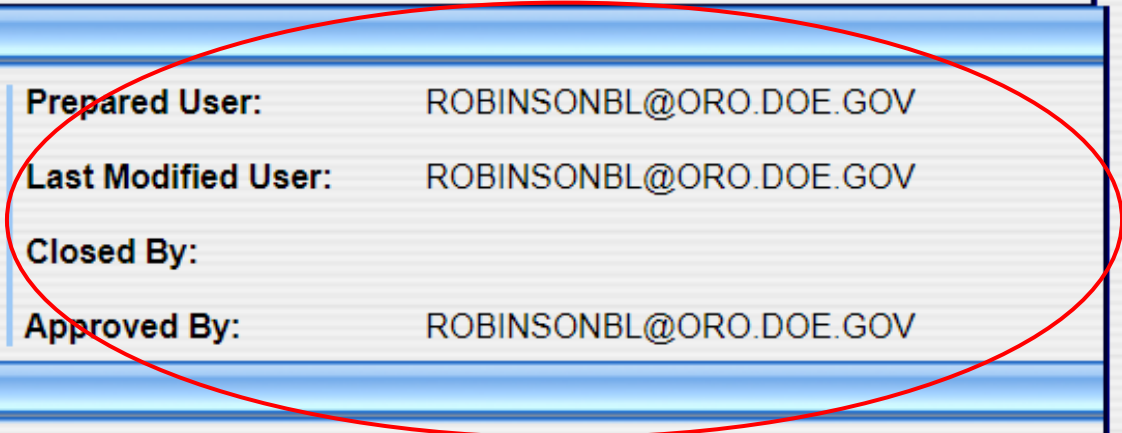 Prepared User: ROBINSONBL@ORO.DOE.GOV
Last Modified User: ROBINSONBL@ORO.DOE.GOV
Closed By:
Approved By: ROBINSONBL@ORO.DOE.GOV